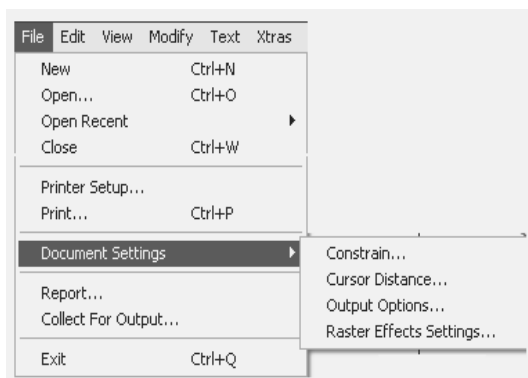 File Edit View Modify Text Xtras
New Ctrl+N
Open... Ctrl+O
Open Recent
Close Ctrl+W
Printer Setup...
Print... Ctrl+P
Document Settings
Constrain...
Cursor Distance...
Output Options...
Raster Effects Settings...
Report...
Collect For Output...
Exit Ctrl+Q